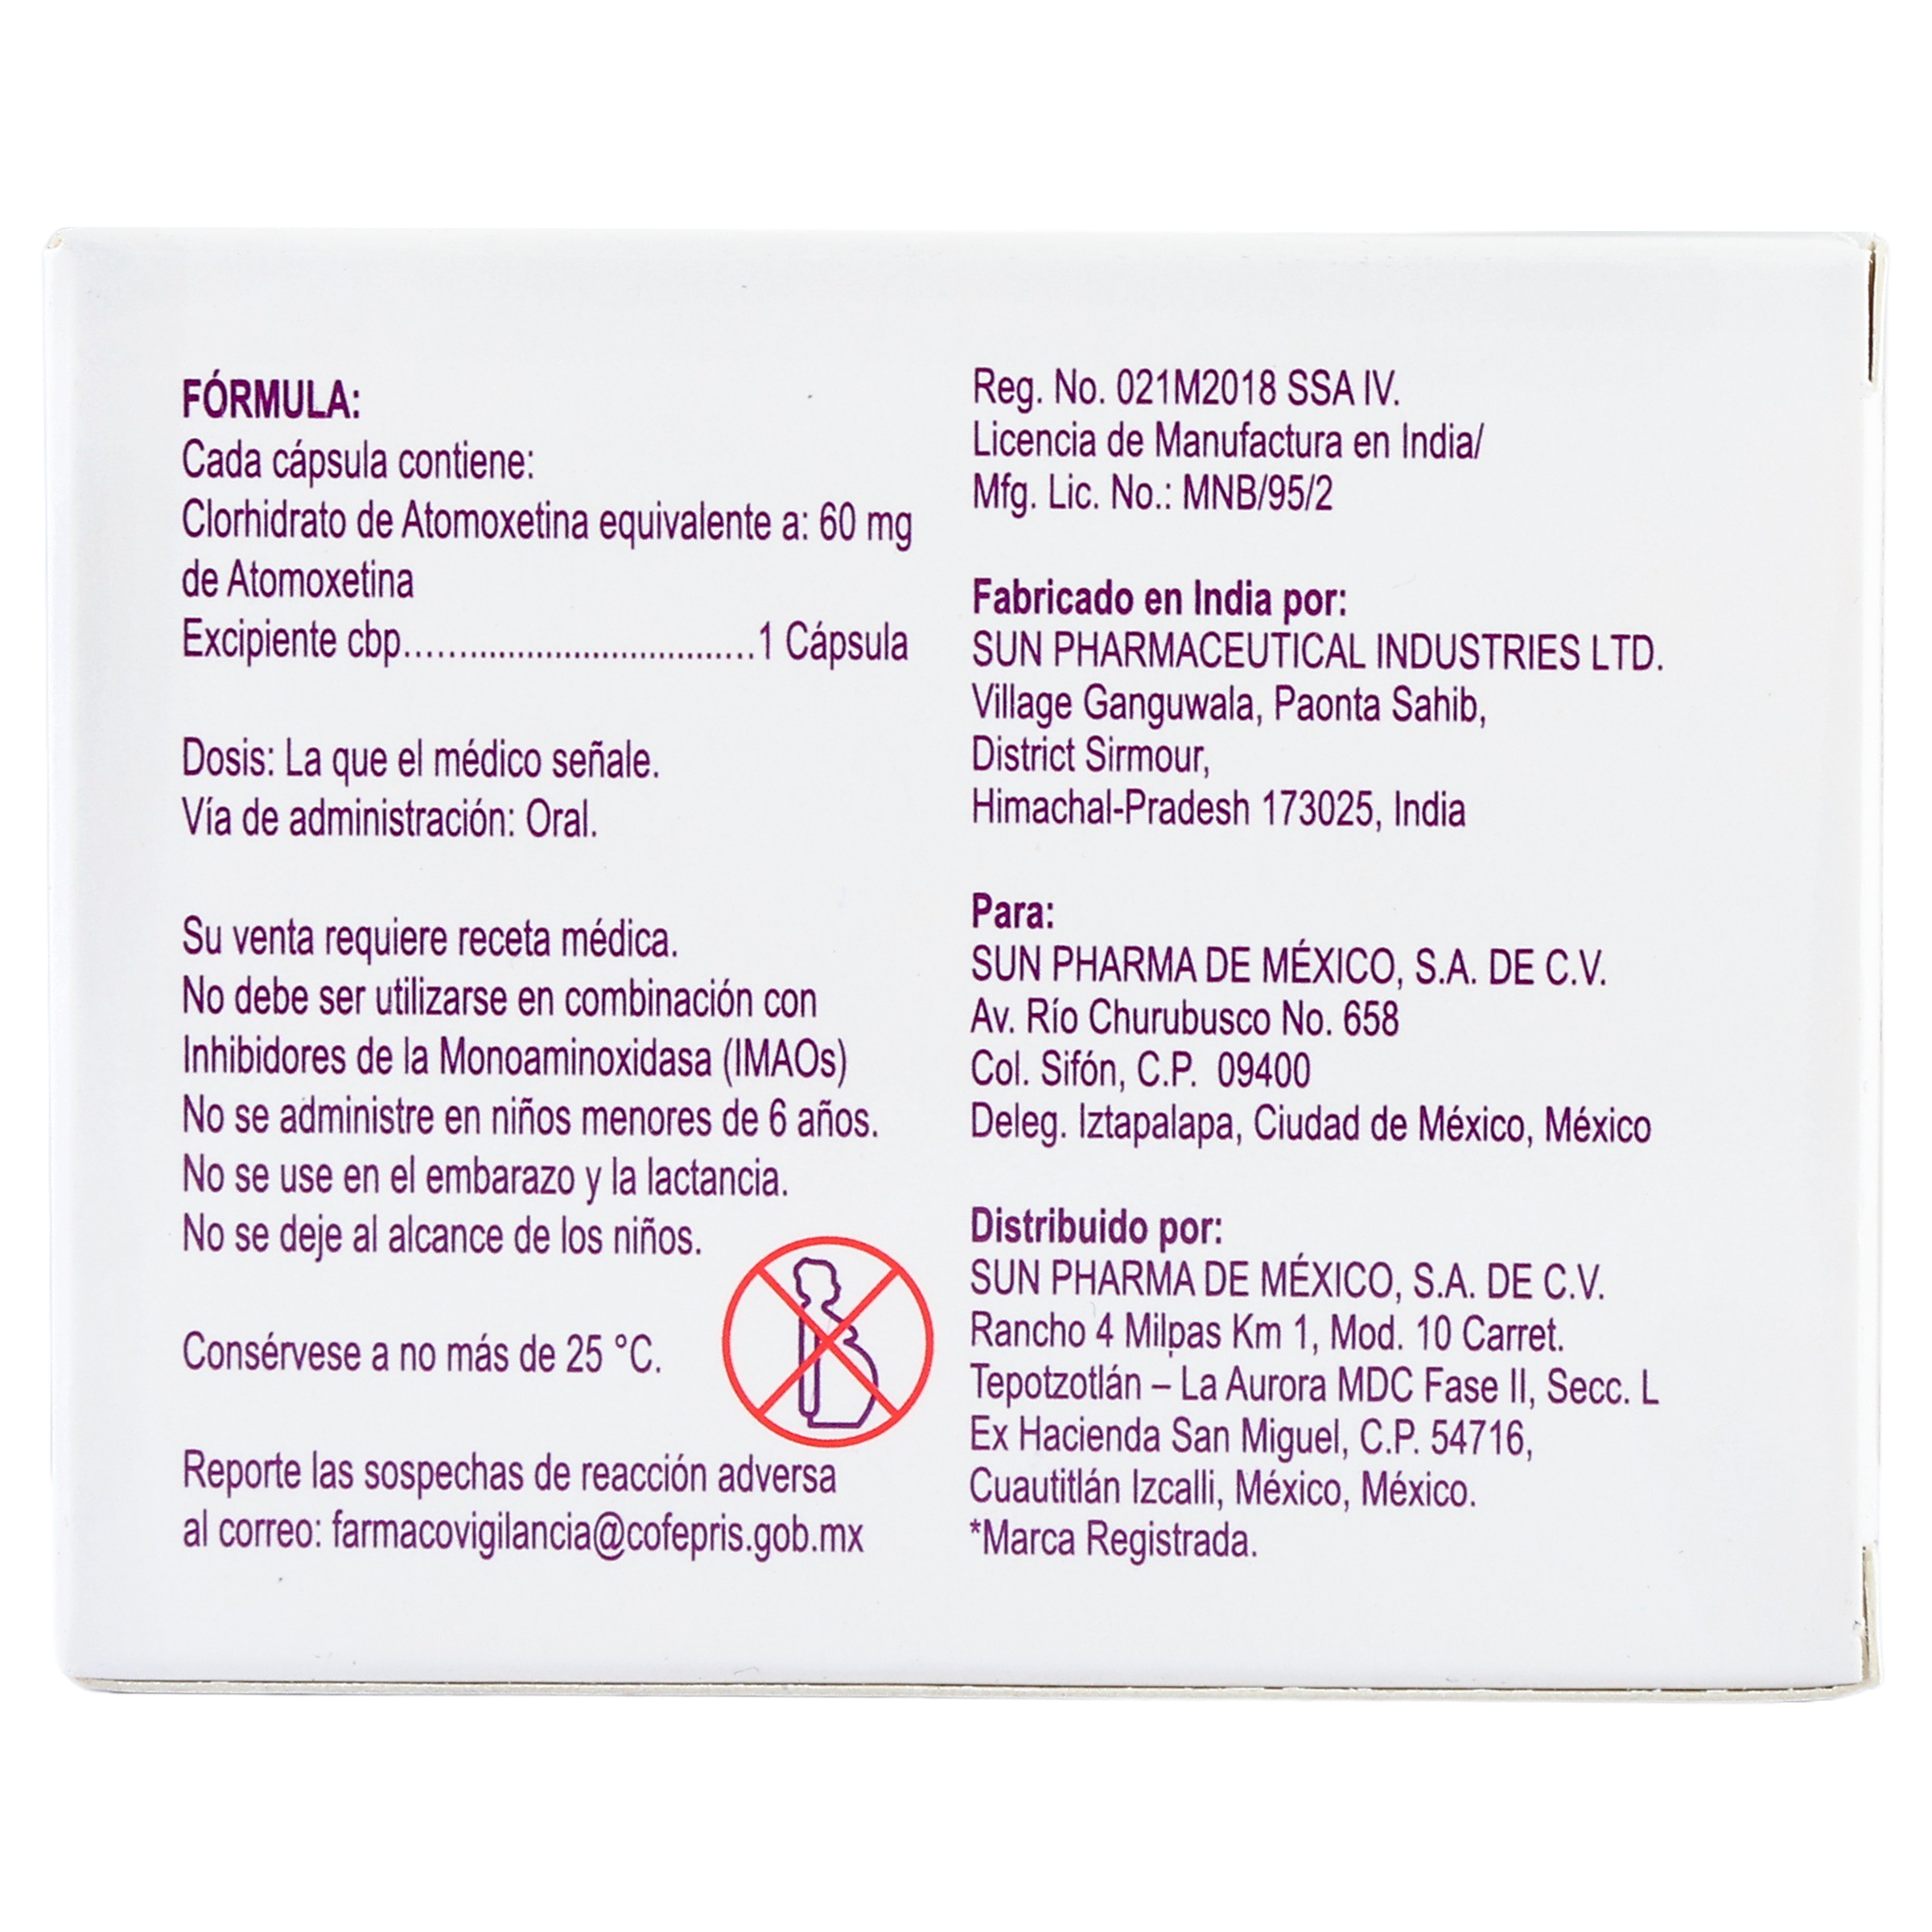 FÓRMULA:
Cada cápsula contiene:
Clorhidrato de Atomoxetina equivalente a: 60 mg
de Atomoxetina
Excipiente cbp..................................1 Cápsula
Dosis: La que el médico señale.
Vía de administración: Oral.
Su venta requiere receta médica.
No debe ser utilizarse en combinación con
Inhibidores de la Monoaminoxidasa (IMAOs)
No se administre en niños menores de 6 años.
No se use en el embarazo y la lactancia.
No se deje al alcance de los niños.
Consérvese a no más de 25 °C.
Reporte las sospechas de reacción adversa
al correo: farmacovigilancia@cofepris.gob.mx
Reg. No. 021M2018 SSA IV.
Licencia de Manufactura en India/
Mfg. Lic. No.: MNB/95/2
Fabricado en India por:
SUN PHARMACEUTICAL INDUSTRIES LTD.
Village Ganguwala, Paonta Sahib,
District Sirmour,
Himachal-Pradesh 173025, India
Para:
SUN PHARMA DE MÉXICO, S.A. DE C.V.
Av. Río Churubusco No. 658
Col. Sifón, C.P. 09400
Deleg. Iztapalapa, Ciudad de México, México
Distribuido por:
SUN PHARMA DE MÉXICO, S.A. DE C.V.
Rancho 4 Milpas Km 1, Mod. 10 Carret.
Tepotzotlán – La Aurora MDC Fase II, Secc. L
Ex Hacienda San Miguel, C.P. 54716,
Cuautitlán Izcalli, México, México.
*Marca Registrada.